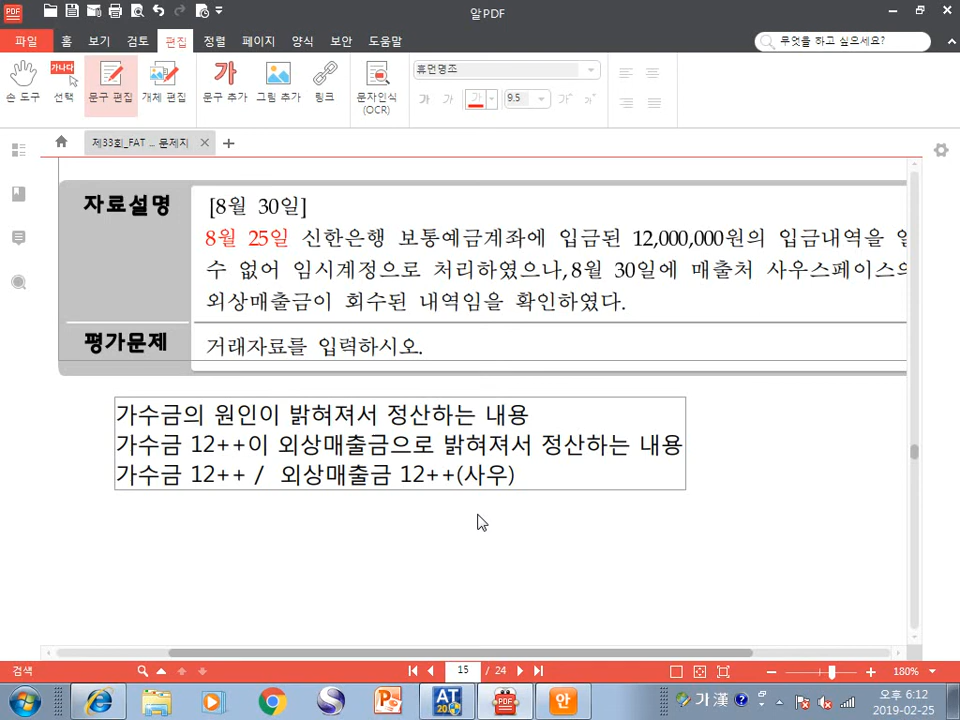 알PDF
파일 홈 보기 검토 편집 정렬 페이지 양식 보안 도움말
무엇을 하고 싶으세요?
손 도구 선택 문구 편집 개체 편집 문구 추가 그림 추가 링크 문자인식
(OCR)
휴먼명조
9.5
제33회_FAT ... 문제지
자료설명
[8월 30일]
8월 25일 신한은행 보통예금계좌에 입금된 12,000,000원의 입금내역을
수 없어 임시계정으로 처리하였으나,8월 30일에 매출처 사우스페이스의
외상매출금이 회수된 내역임을 확인하였다.
평가문제
거래자료를 입력하시오.
가수금의 원인이 밝혀져서 정산하는 내용
가수금 12++이 외상매출금으로 밝혀져서 정산하는 내용
가수금 12++ / 외상매출금 12++(사우)
검색
15 / 24
180%
가漢
오후 6:12
2019-02-25